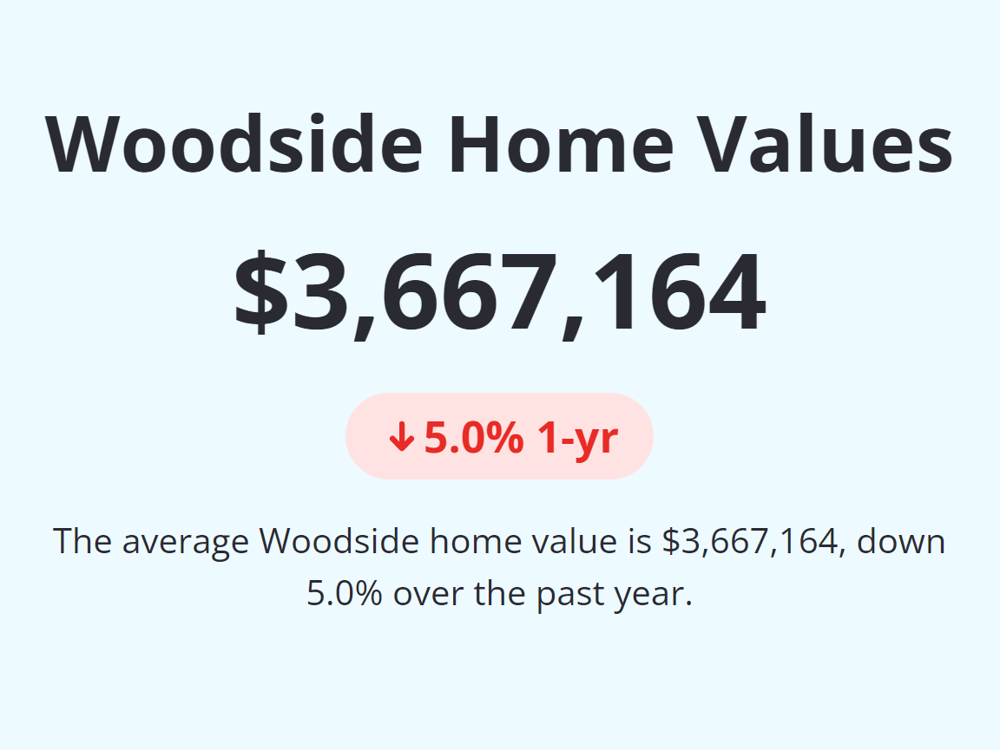 Woodside Home Values
$3,667,164
↓ 5.0% 1-yr
The average Woodside home value is $3,667,164, down
5.0% over the past year.